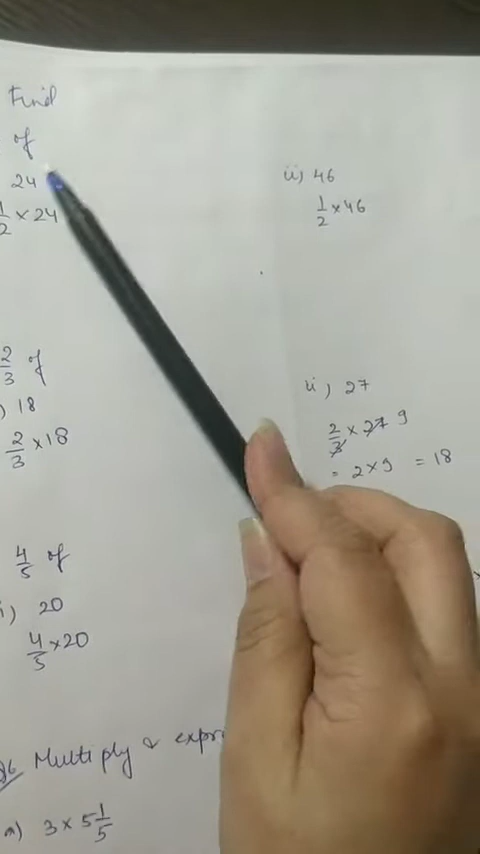 Find
of
24
1/2 × 24
ii) 46
1/2 × 46
2/3 of
) 18
2/3 × 18
ii) 27
2/3 × 27 9
= 2×9 = 18
4/5 of
i) 20
4/5 × 20
Q6 Multiply & expr
a) 3 × 5 1/5